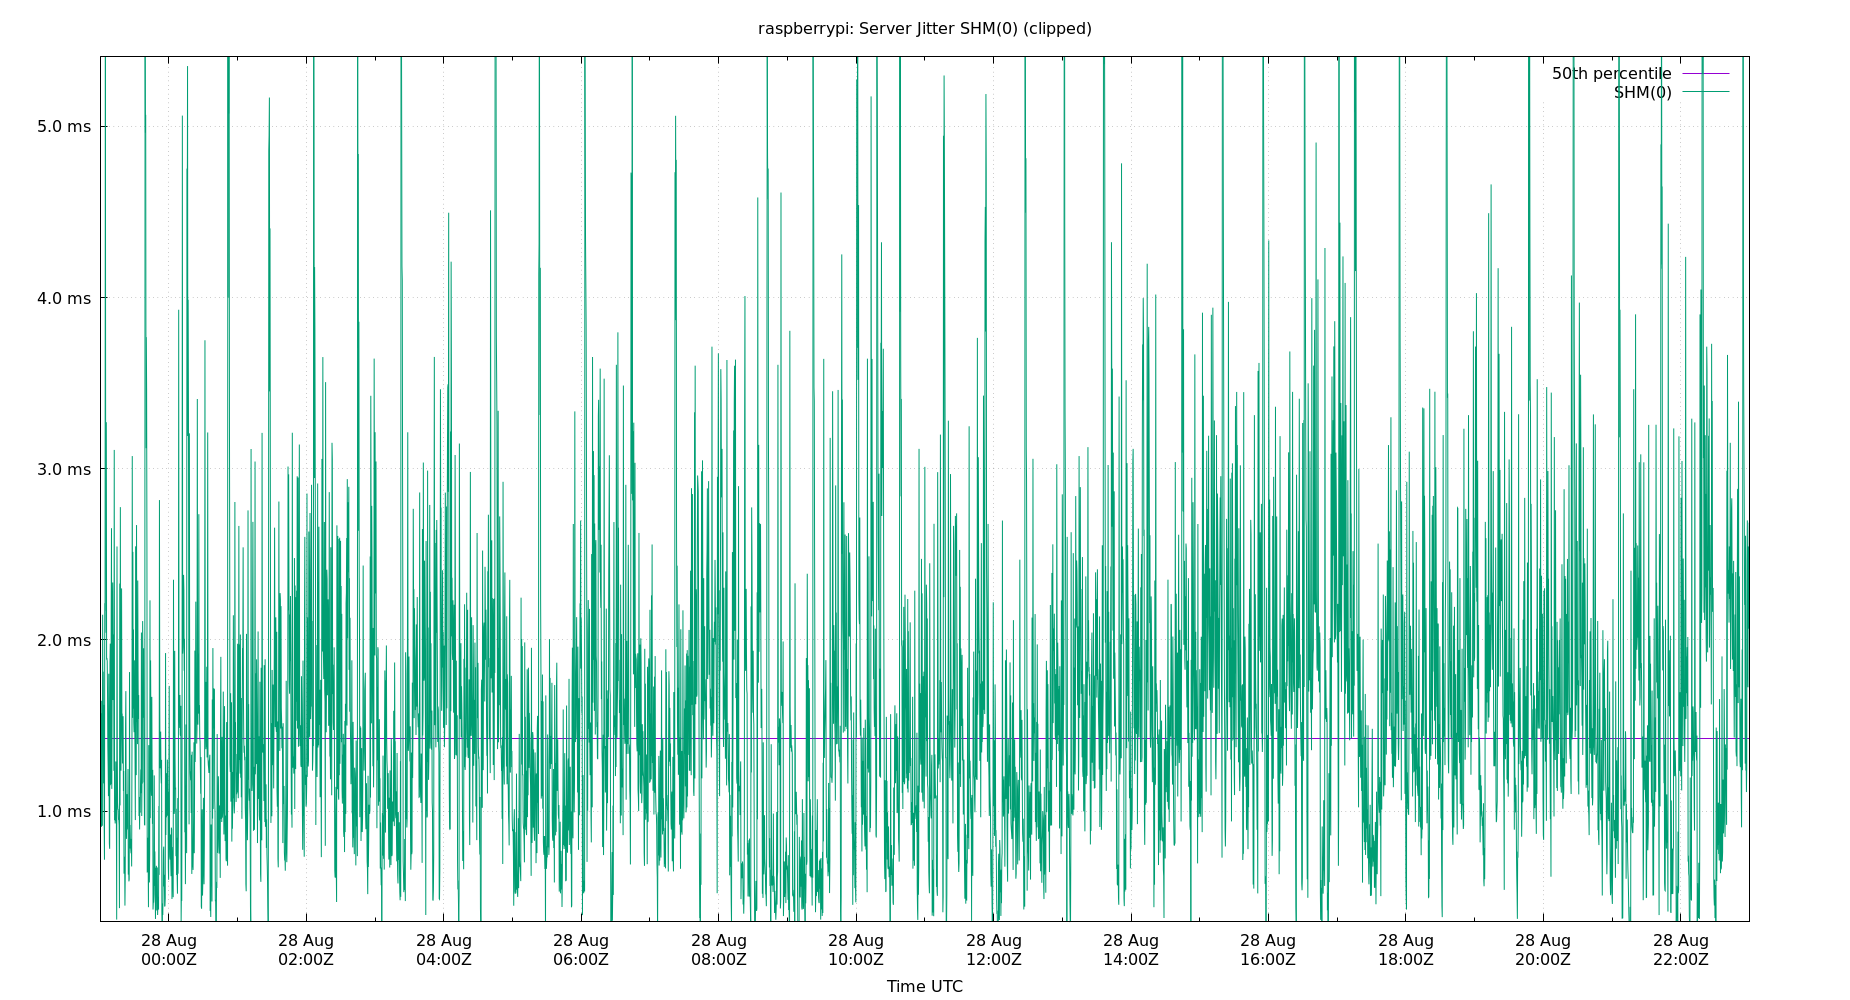 raspberrypi: Server Jitter SHM(0) (clipped)
50th percentile
SHM(0)
5.0 ms
4.0 ms
3.0 ms
2.0 ms
1.0 ms
28 Aug 28 Aug 28 Aug 28 Aug 28 Aug 28 Aug 28 Aug 28 Aug 28 Aug 28 Aug 28 Aug 28 Aug
00:00Z 02:00Z 04:00Z 06:00Z 08:00Z 10:00Z 12:00Z 14:00Z 16:00Z 18:00Z 20:00Z 22:00Z
Time UTC